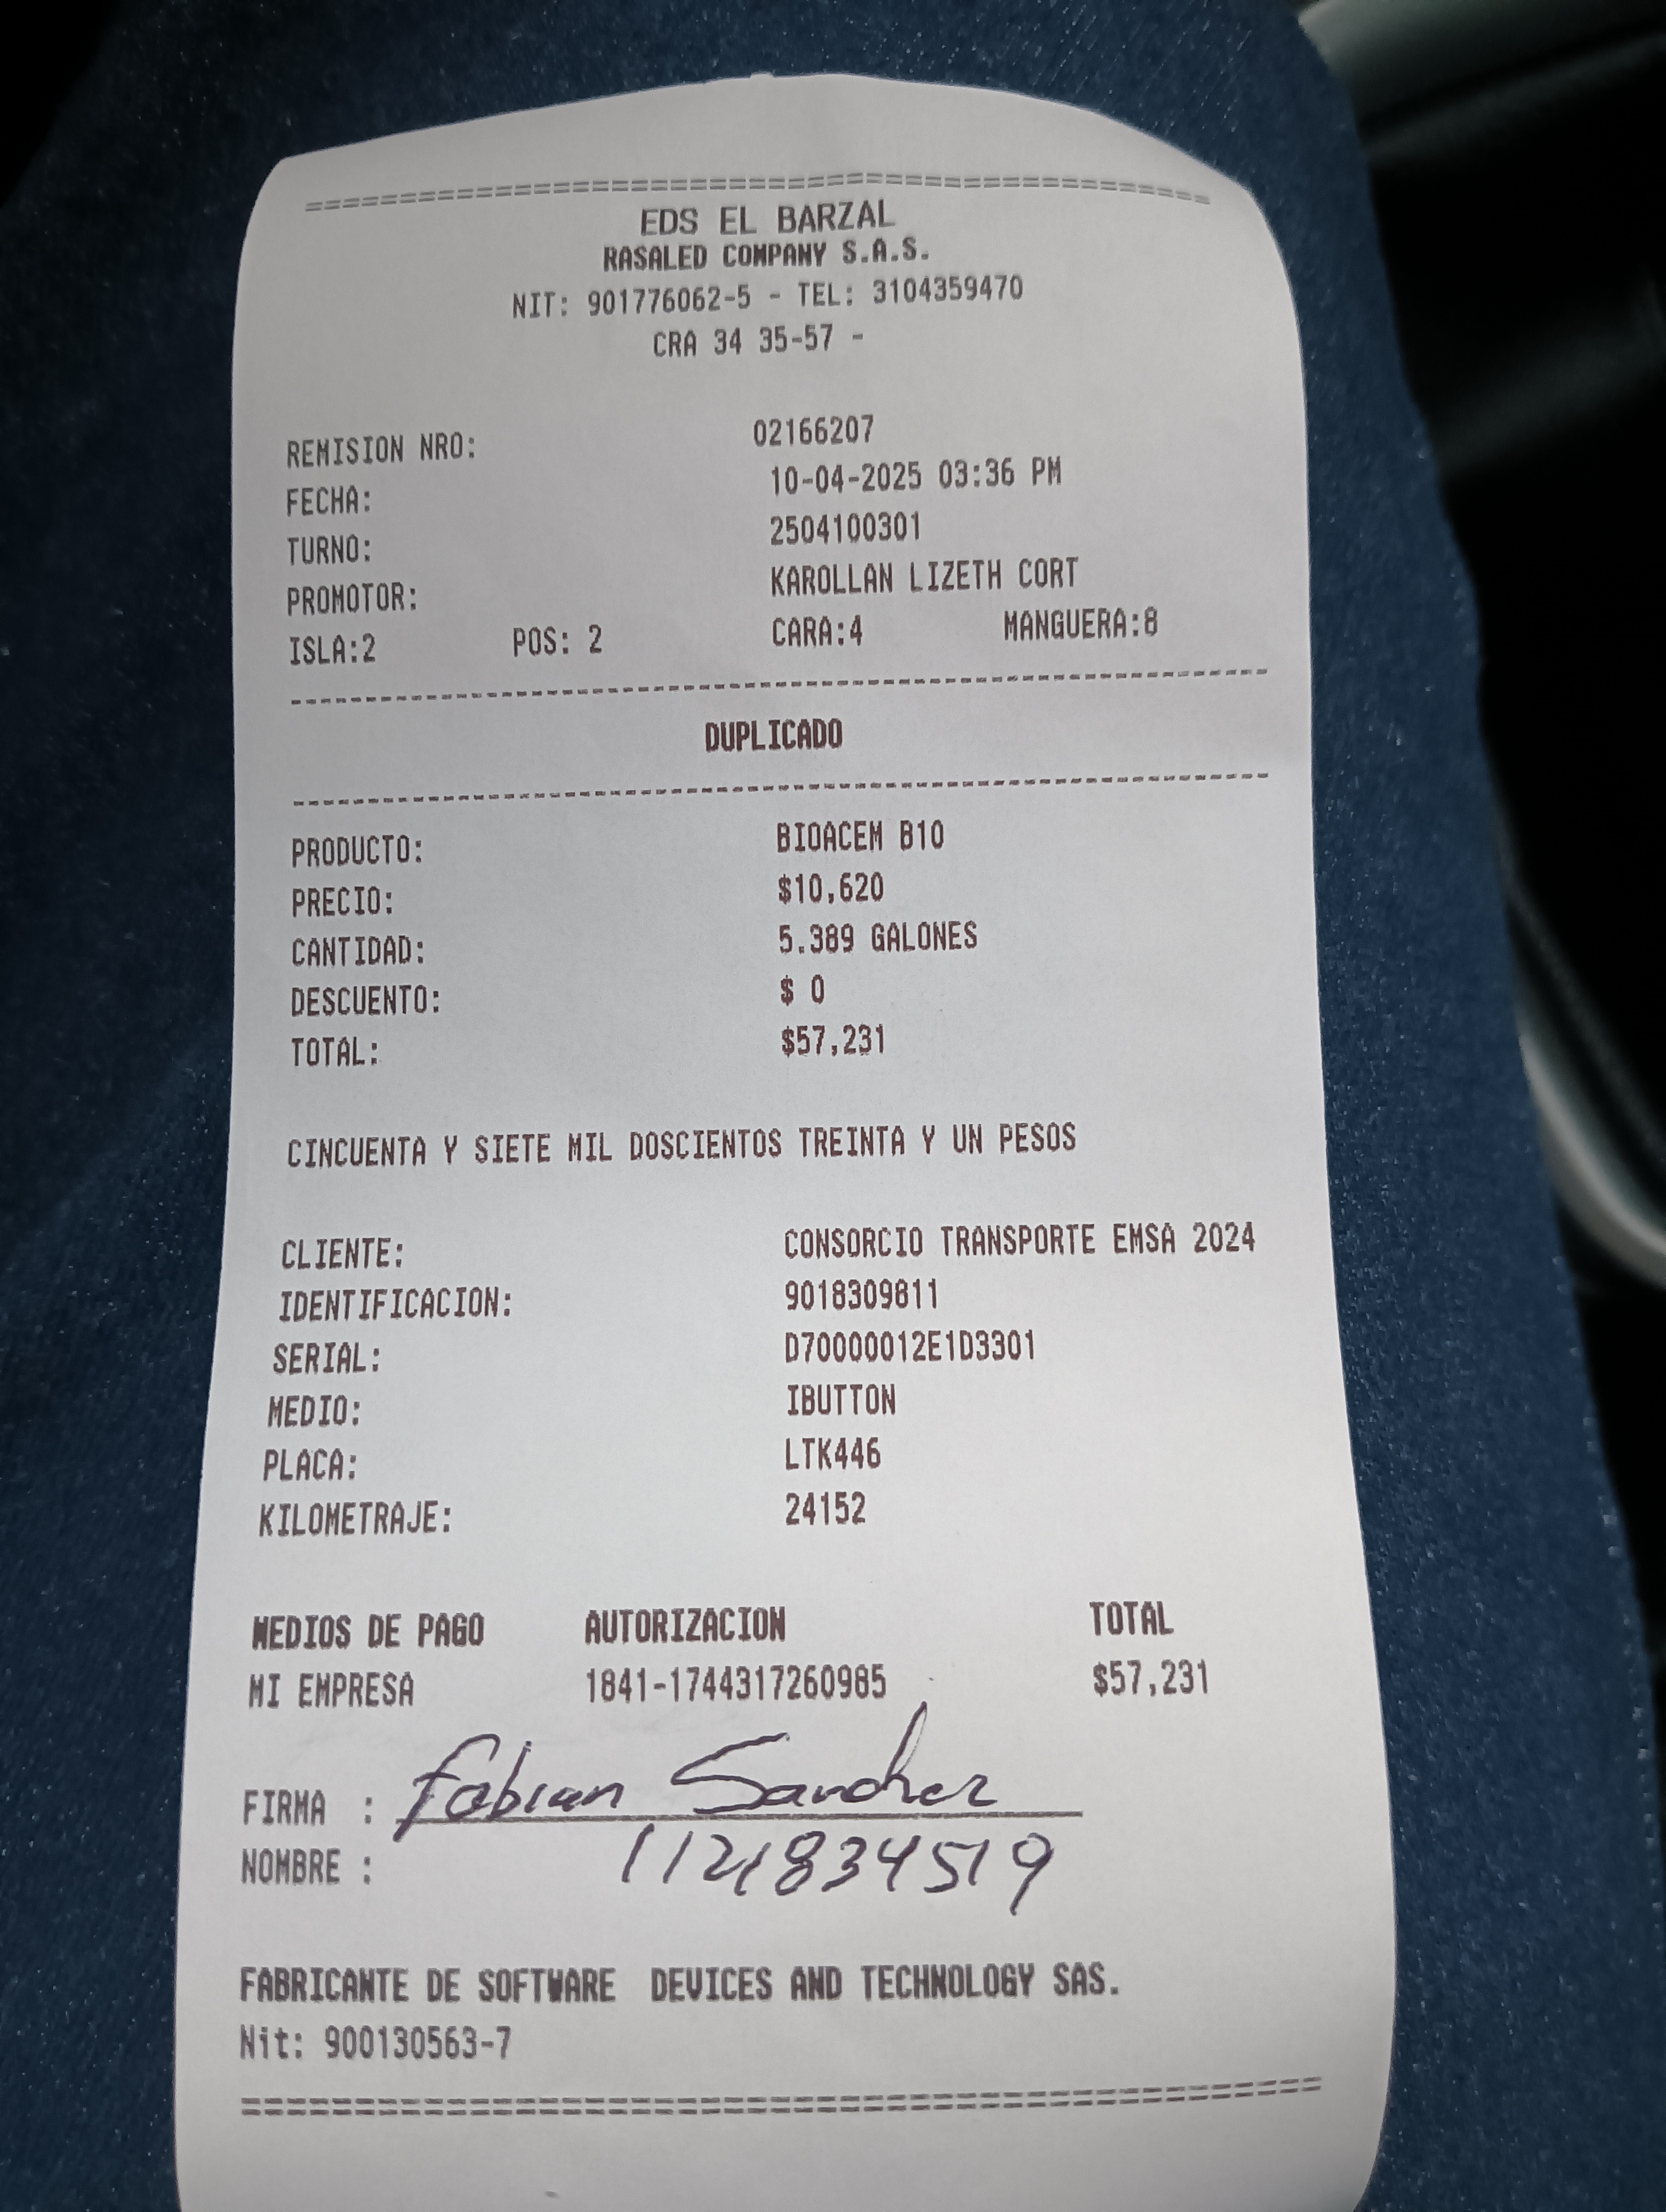 ================================================
EDS EL BARZAL
RASALED COMPANY S.A.S.
NIT: 901776062-5 - TEL: 3104359470
CRA 34 35-57 -
REMISION NRO: 02166207
FECHA: 10-04-2025 03:36 PM
TURNO: 2504100301
PROMOTOR: KAROLLAN LIZETH CORT
ISLA:2 POS: 2 CARA:4 MANGUERA:8
DUPLICADO
PRODUCTO: BIOACEM B10
PRECIO: $10,620
CANTIDAD: 5.389 GALONES
DESCUENTO: $ 0
TOTAL: $57,231
CINCUENTA Y SIETE MIL DOSCIENTOS TREINTA Y UN PESOS
CLIENTE: CONSORCIO TRANSPORTE EMSA 2024
IDENTIFICACION: 9018309811
SERIAL: D70000012E1D3301
MEDIO: IBUTTON
PLACA: LTK446
KILOMETRAJE: 24152
MEDIOS DE PAGO AUTORIZACION TOTAL
MI EMPRESA 1841-1744317260985 $57,231
FIRMA : Fabian Sanchez
NOMBRE : 1121834519
FABRICANTE DE SOFTWARE DEVICES AND TECHNOLOGY SAS.
Nit: 900130563-7
================================================